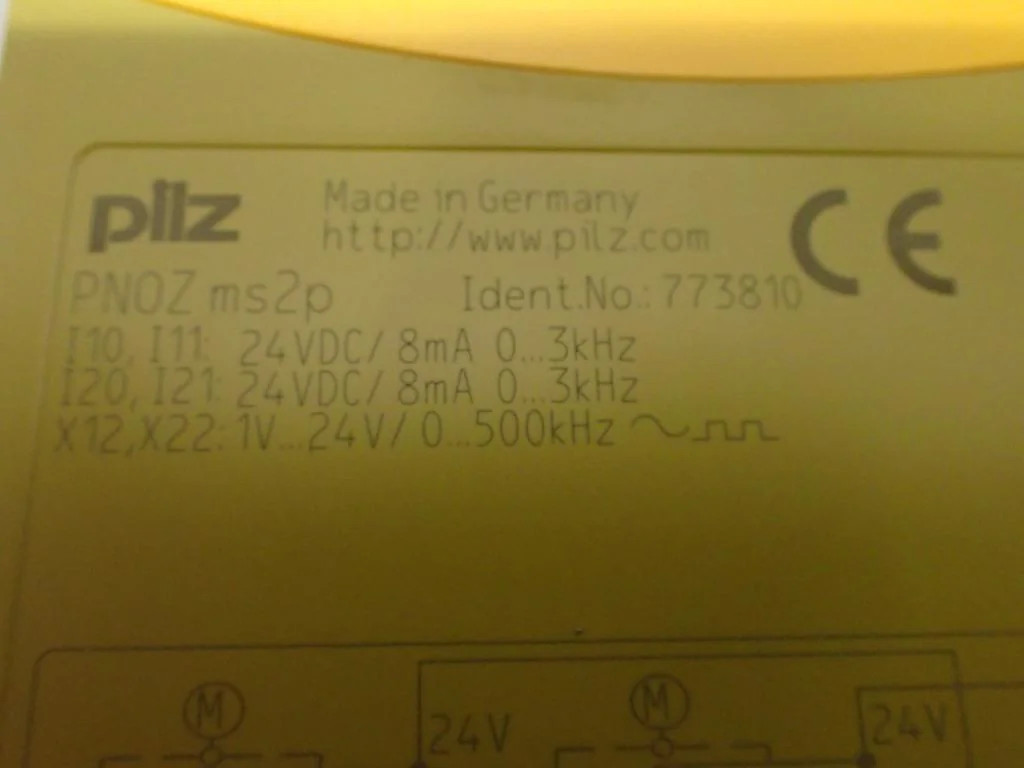 pilz
Made in Germany
http://www.pilz.com
CE
PNOZ ms2p Ident.No.: 773810
I10, I11: 24VDC/ 8mA 0...3kHz
I20, I21: 24VDC/ 8mA 0...3kHz
X12,X22: 1V...24V/ 0...500kHz
M 24V M 24V